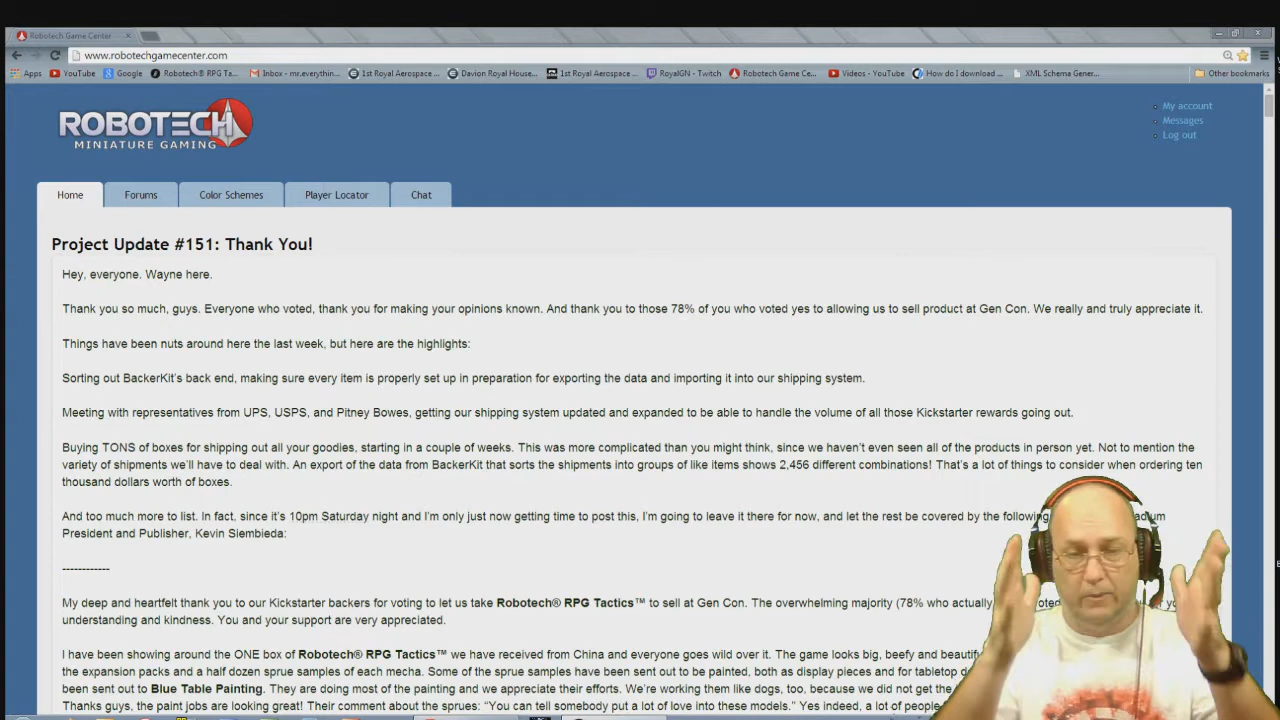 Robotech Game Center
www.robotechgamecenter.com
Apps YouTube Google Robotech® RPG Ta... Inbox - mr.everythin... 1st Royal Aerospace ... Davion Royal House... 1st Royal Aerospace ... RoyalGN - Twitch Robotech Game Ce... Videos - YouTube How do I download ... XML Schema Gener... Other bookmarks
ROBOTECH
MINIATURE GAMING
My account
Messages
Log out
Home Forums Color Schemes Player Locator Chat
Project Update #151: Thank You!
Hey, everyone. Wayne here.
Thank you so much, guys. Everyone who voted, thank you for making your opinions known. And thank you to those 78% of you who voted yes to allowing us to sell product at Gen Con. We really and truly appreciate it.
Things have been nuts around here the last week, but here are the highlights:
Sorting out BackerKit's back end, making sure every item is properly set up in preparation for exporting the data and importing it into our shipping system.
Meeting with representatives from UPS, USPS, and Pitney Bowes, getting our shipping system updated and expanded to be able to handle the volume of all those Kickstarter rewards going out.
Buying TONS of boxes for shipping out all your goodies, starting in a couple of weeks. This was more complicated than you might think, since we haven't even seen all of the products in person yet. Not to mention the
variety of shipments we'll have to deal with. An export of the data from BackerKit that sorts the shipments into groups of like items shows 2,456 different combinations! That's a lot of things to consider when ordering ten
thousand dollars worth of boxes.
And too much more to list. In fact, since it's 10pm Saturday night and I'm only just now getting time to post this, I'm going to leave it there for now, and let the rest be covered by the following
President and Publisher, Kevin Siembieda:
------------
My deep and heartfelt thank you to our Kickstarter backers for voting to let us take Robotech® RPG Tactics™ to sell at Gen Con. The overwhelming majority (78% who actually
understanding and kindness. You and your support are very appreciated.
I have been showing around the ONE box of Robotech® RPG Tactics™ we have received from China and everyone goes wild over it. The game looks big, beefy and
the expansion packs and a half dozen sprue samples of each mecha. Some of the sprue samples have been sent out to be painted, both as display pieces and for tabletop
been sent out to Blue Table Painting. They are doing most of the painting and we appreciate their efforts. We're working them like dogs, too, because we did not get the
Thanks guys, the paint jobs are looking great! Their comment about the sprues: "You can tell somebody put a lot of love into these models." Yes indeed, a lot of